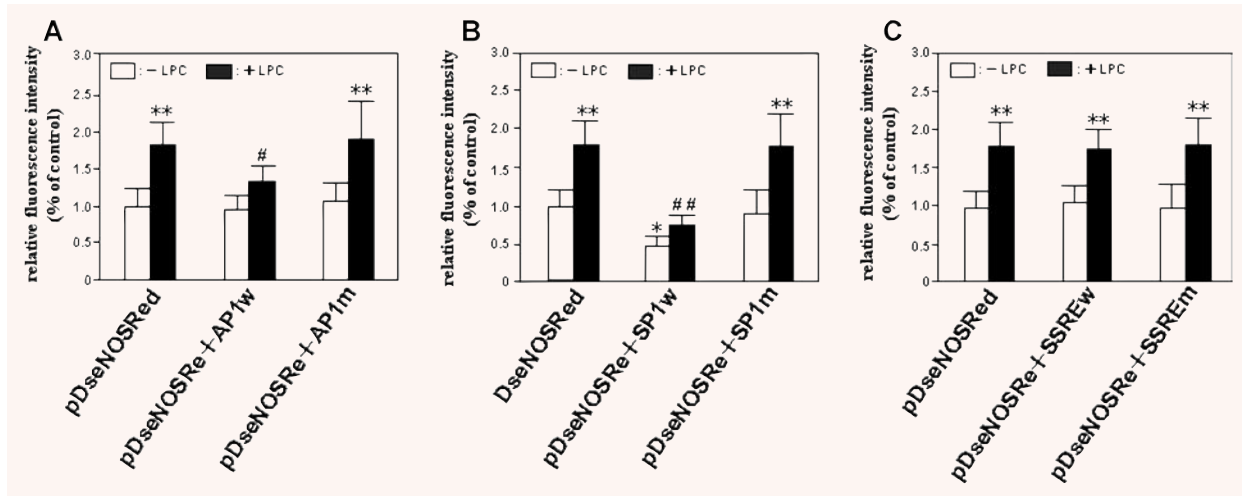 A
relative fluorescence intensity
(% of control)
3.0
2.5
2.0
1.5
1.0
0.5
0
: – LPC
: + LPC
**
#
**
pDseNOSRed
pDseNOSRe+AP1w
pDseNOSRe+AP1m
B
relative fluorescence intensity
(% of control)
3.0
2.5
2.0
1.5
1.0
0.5
0
: – LPC
: + LPC
**
*
##
**
DseNOSRed
pDseNOSRe+SP1w
pDseNOSRe+SP1m
C
relative fluorescence intensity
(% of control)
3.0
2.5
2.0
1.5
1.0
0.5
0
: – LPC
: + LPC
**
**
**
pDseNOSRed
pDseNOSRe+SSREw
pDseNOSRe+SSREm